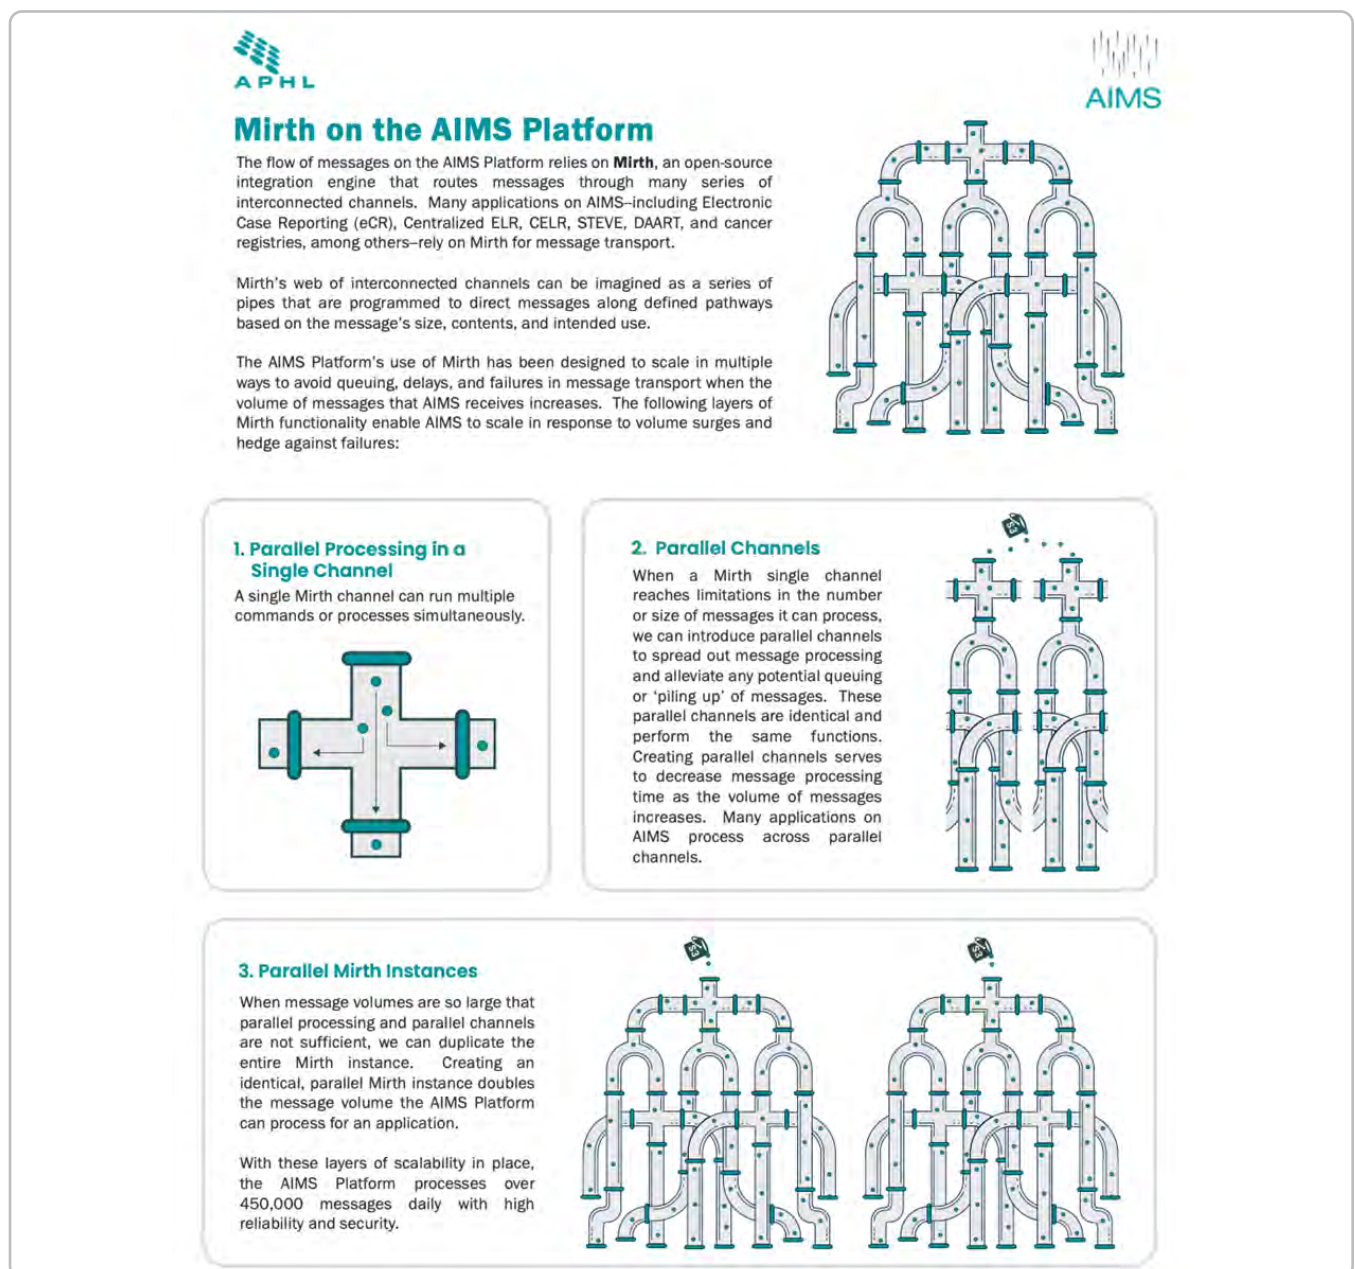 APHL
AIMS
Mirth on the AIMS Platform
The flow of messages on the AIMS Platform relies on Mirth, an open-source
integration engine that routes messages through many series of
interconnected channels. Many applications on AIMS–including Electronic
Case Reporting (eCR), Centralized ELR, CELR, STEVE, DAART, and cancer
registries, among others–rely on Mirth for message transport.
Mirth's web of interconnected channels can be imagined as a series of
pipes that are programmed to direct messages along defined pathways
based on the message's size, contents, and intended use.
The AIMS Platform's use of Mirth has been designed to scale in multiple
ways to avoid queuing, delays, and failures in message transport when the
volume of messages that AIMS receives increases. The following layers of
Mirth functionality enable AIMS to scale in response to volume surges and
hedge against failures:
1. Parallel Processing in a
Single Channel
A single Mirth channel can run multiple
commands or processes simultaneously.
2. Parallel Channels
When a Mirth single channel
reaches limitations in the number
or size of messages it can process,
we can introduce parallel channels
to spread out message processing
and alleviate any potential queuing
or 'piling up' of messages. These
parallel channels are identical and
perform the same functions.
Creating parallel channels serves
to decrease message processing
time as the volume of messages
increases. Many applications on
AIMS process across parallel
channels.
S3
3. Parallel Mirth Instances
When message volumes are so large that
parallel processing and parallel channels
are not sufficient, we can duplicate the
entire Mirth instance. Creating an
identical, parallel Mirth instance doubles
the message volume the AIMS Platform
can process for an application.
With these layers of scalability in place,
the AIMS Platform processes over
450,000 messages daily with high
reliability and security.
S3
S3